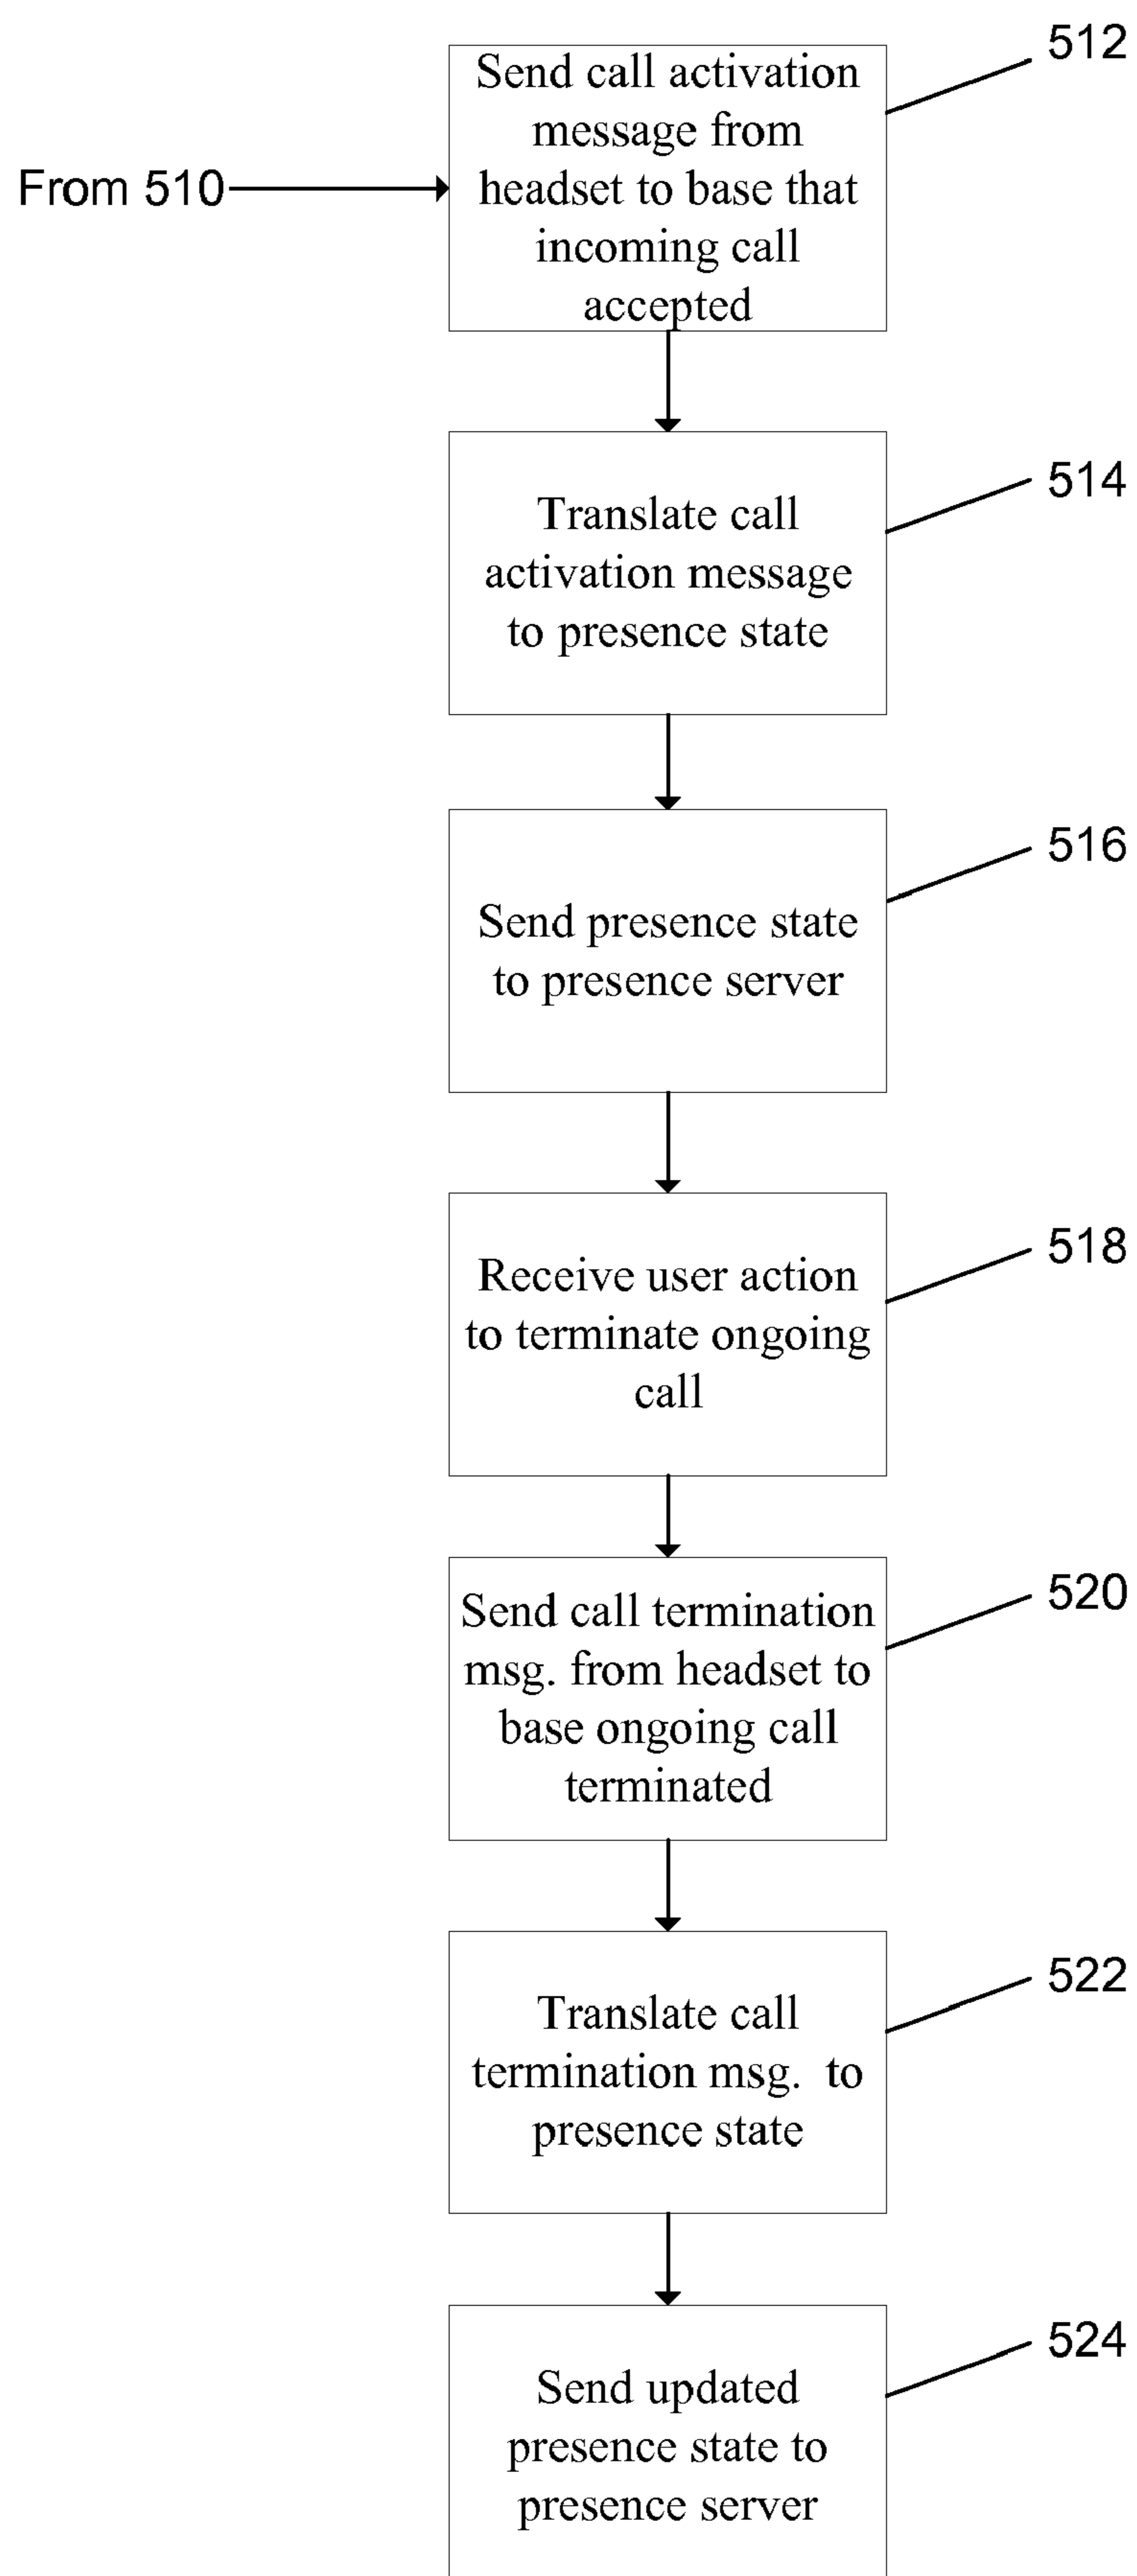 512
Send call activation
message from
headset to base that
incoming call
accepted
From 510
514
Translate call
activation message
to presence state
516
Send presence state
to presence server
518
Receive user action
to terminate ongoing
call
520
Send call termination
msg. from headset to
base ongoing call
terminated
522
Translate call
termination msg.  to
presence state
524
Send updated
presence state to
presence server